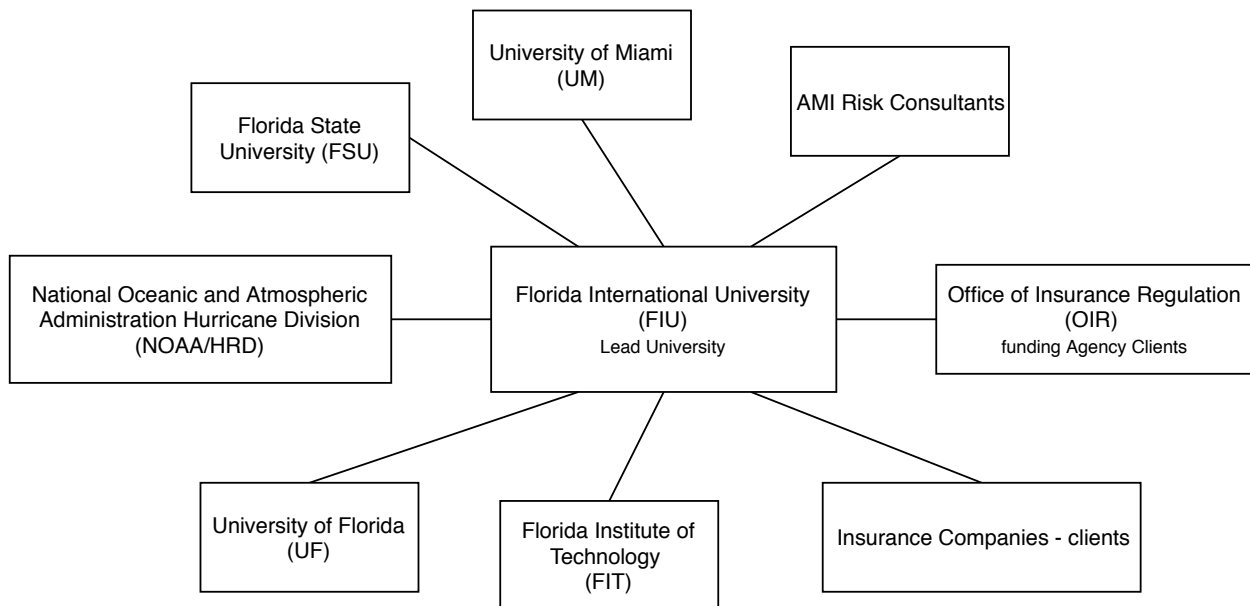 University of Miami
(UM)
AMI Risk Consultants
Florida State
University (FSU)
National Oceanic and Atmospheric
Administration Hurricane Division
(NOAA/HRD)
Florida International University
(FIU)
Lead University
Office of Insurance Regulation
(OIR)
funding Agency Clients
University of Florida
(UF)
Florida Institute of
Technology
(FIT)
Insurance Companies - clients